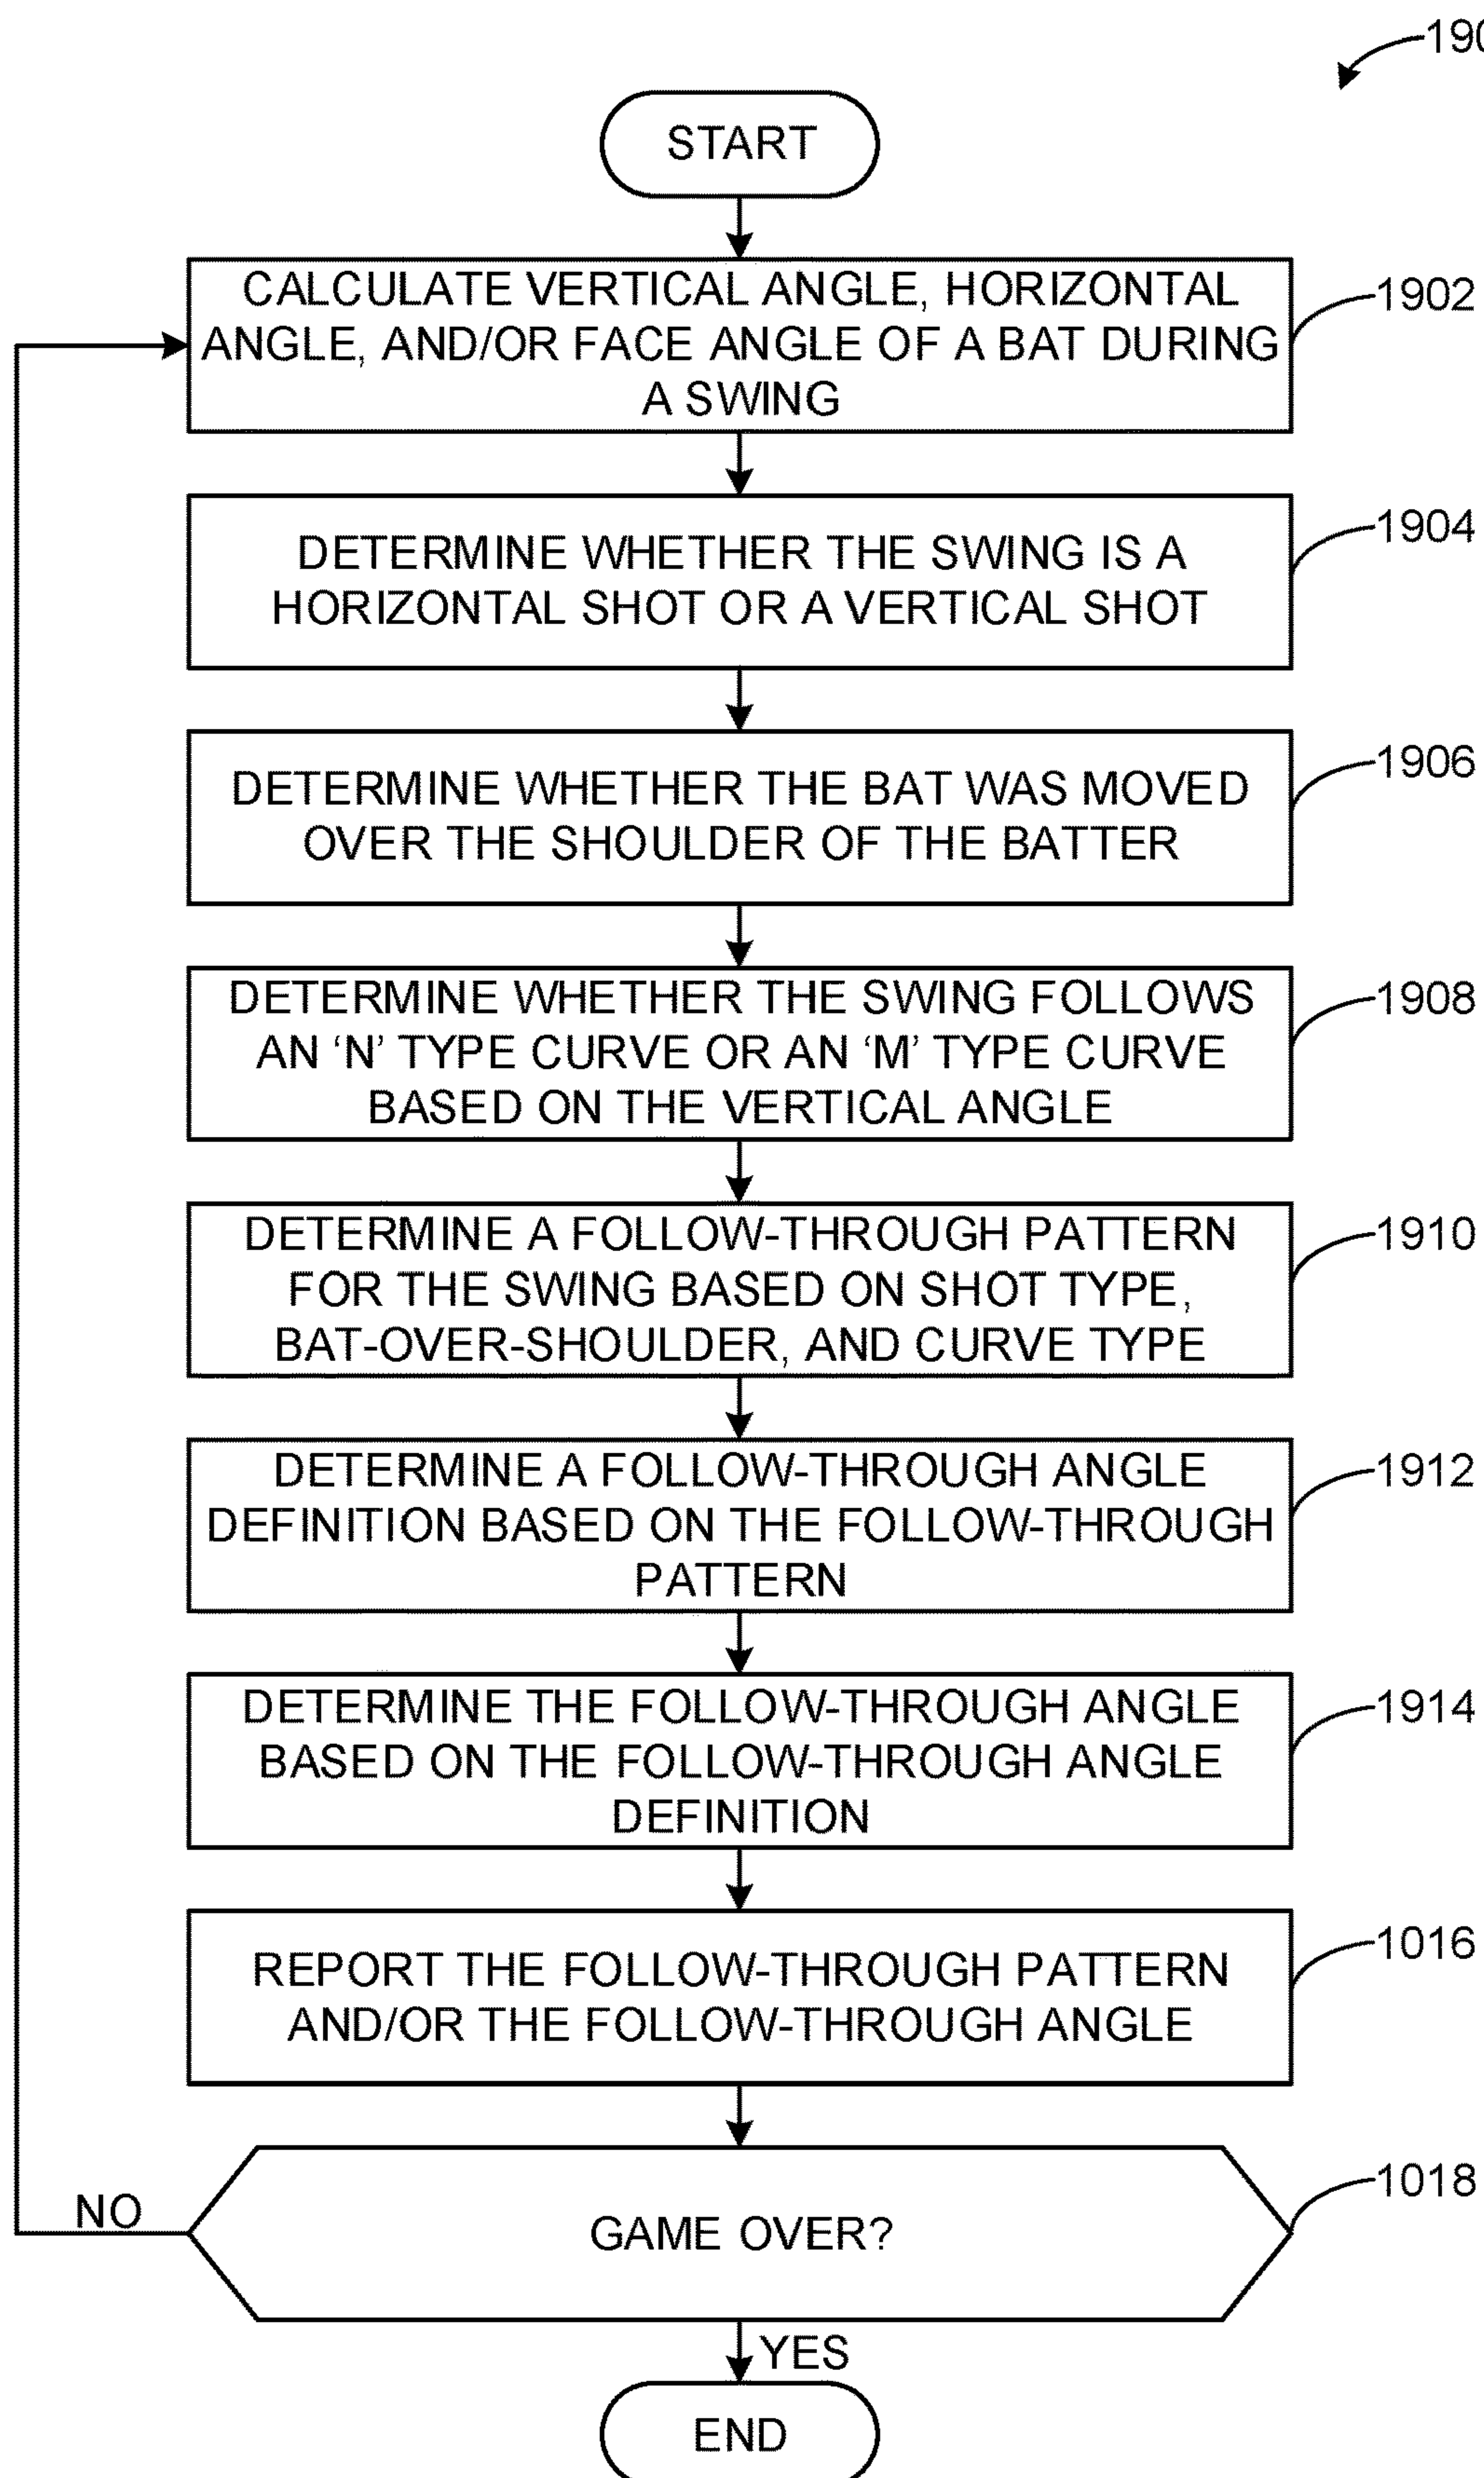 190
START
CALCULATE VERTICAL ANGLE, HORIZONTAL
ANGLE, AND/OR FACE ANGLE OF A BAT DURING
A SWING
1902
DETERMINE WHETHER THE SWING IS A
HORIZONTAL SHOT OR A VERTICAL SHOT
1904
DETERMINE WHETHER THE BAT WAS MOVED
OVER THE SHOULDER OF THE BATTER
1906
DETERMINE WHETHER THE SWING FOLLOWS
AN ‘N’ TYPE CURVE OR AN ‘M’ TYPE CURVE
BASED ON THE VERTICAL ANGLE
1908
DETERMINE A FOLLOW-THROUGH PATTERN
FOR THE SWING BASED ON SHOT TYPE,
BAT-OVER-SHOULDER, AND CURVE TYPE
1910
DETERMINE A FOLLOW-THROUGH ANGLE
DEFINITION BASED ON THE FOLLOW-THROUGH
PATTERN
1912
DETERMINE THE FOLLOW-THROUGH ANGLE
BASED ON THE FOLLOW-THROUGH ANGLE
DEFINITION
1914
REPORT THE FOLLOW-THROUGH PATTERN
AND/OR THE FOLLOW-THROUGH ANGLE
1016
GAME OVER?
1018
NO
YES
END